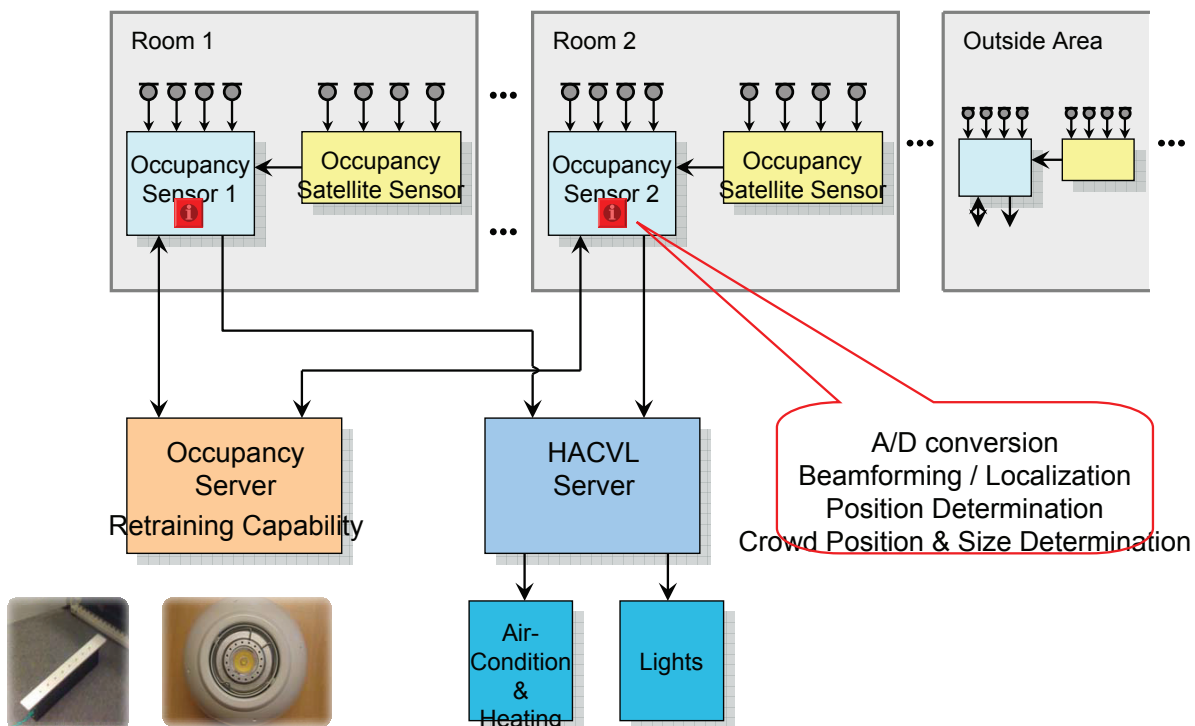 Room 1
Room 2
Outside Area
...
...
...
Occupancy
Sensor 1
Occupancy
Satellite Sensor
Occupancy
Sensor 2
Occupancy
Satellite Sensor
...
i
i
Occupancy
Server
Retraining Capability
HACVL
Server
A/D conversion
Beamforming / Localization
Position Determination
Crowd Position & Size Determination
Air-
Condition
&
Heating
Lights